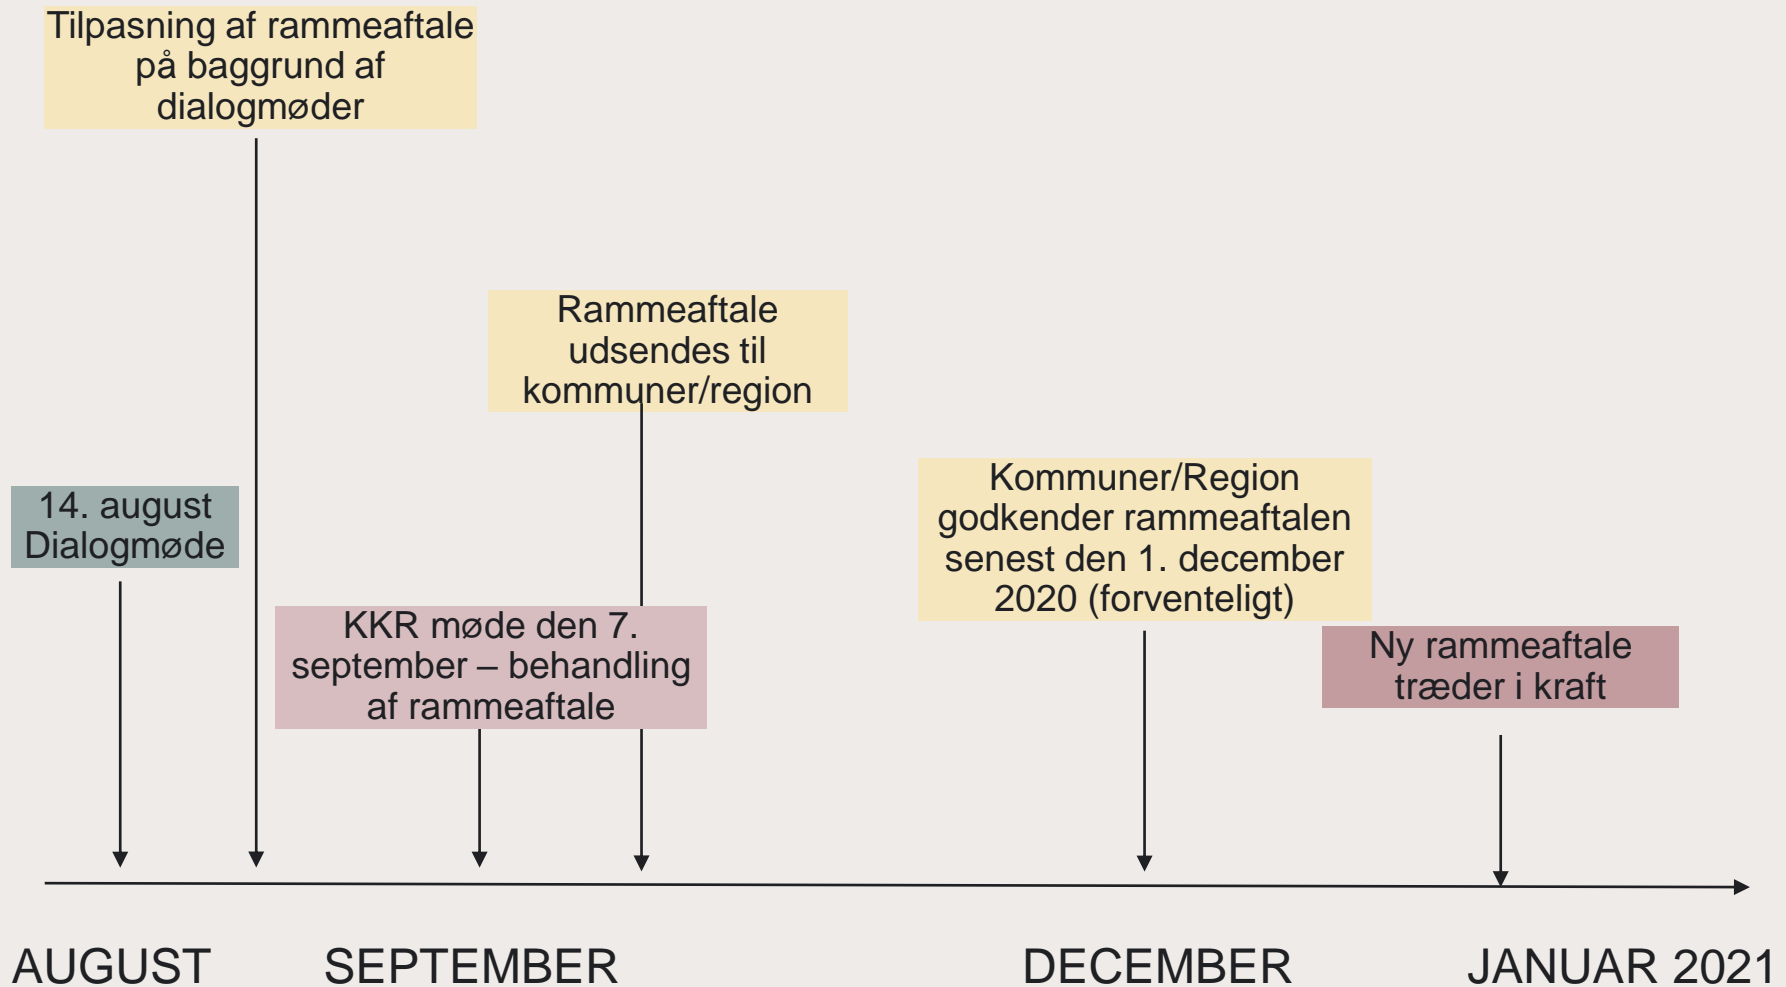 Tilpasning af rammeaftale
på baggrund af
dialogmøder
Rammeaftale
udsendes til
kommuner/region
14. august
Dialogmøde
Kommuner/Region
godkender rammeaftalen
senest den 1. december
2020 (forventeligt)
KKR møde den 7.
september – behandling
af rammeaftale
Ny rammeaftale
træder i kraft
AUGUST
SEPTEMBER
DECEMBER
JANUAR 2021